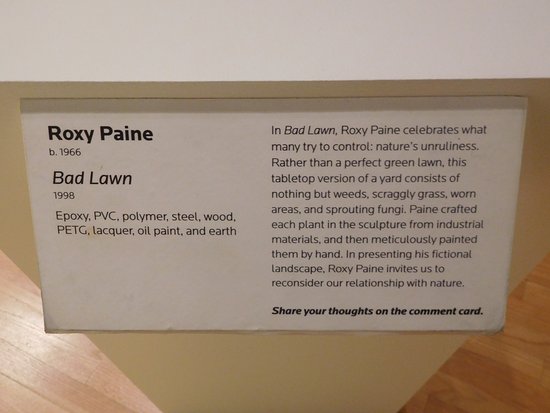 Roxy Paine
b. 1966
Bad Lawn
1998
Epoxy, PVC, polymer, steel, wood,
PETG, lacquer, oil paint, and earth
In Bad Lawn, Roxy Paine celebrates what
many try to control: nature's unruliness.
Rather than a perfect green lawn, this
tabletop version of a yard consists of
nothing but weeds, scraggly grass, worn
areas, and sprouting fungi. Paine crafted
each plant in the sculpture from industrial
materials, and then meticulously painted
them by hand. In presenting his fictional
landscape, Roxy Paine invites us to
reconsider our relationship with nature.
Share your thoughts on the comment card.